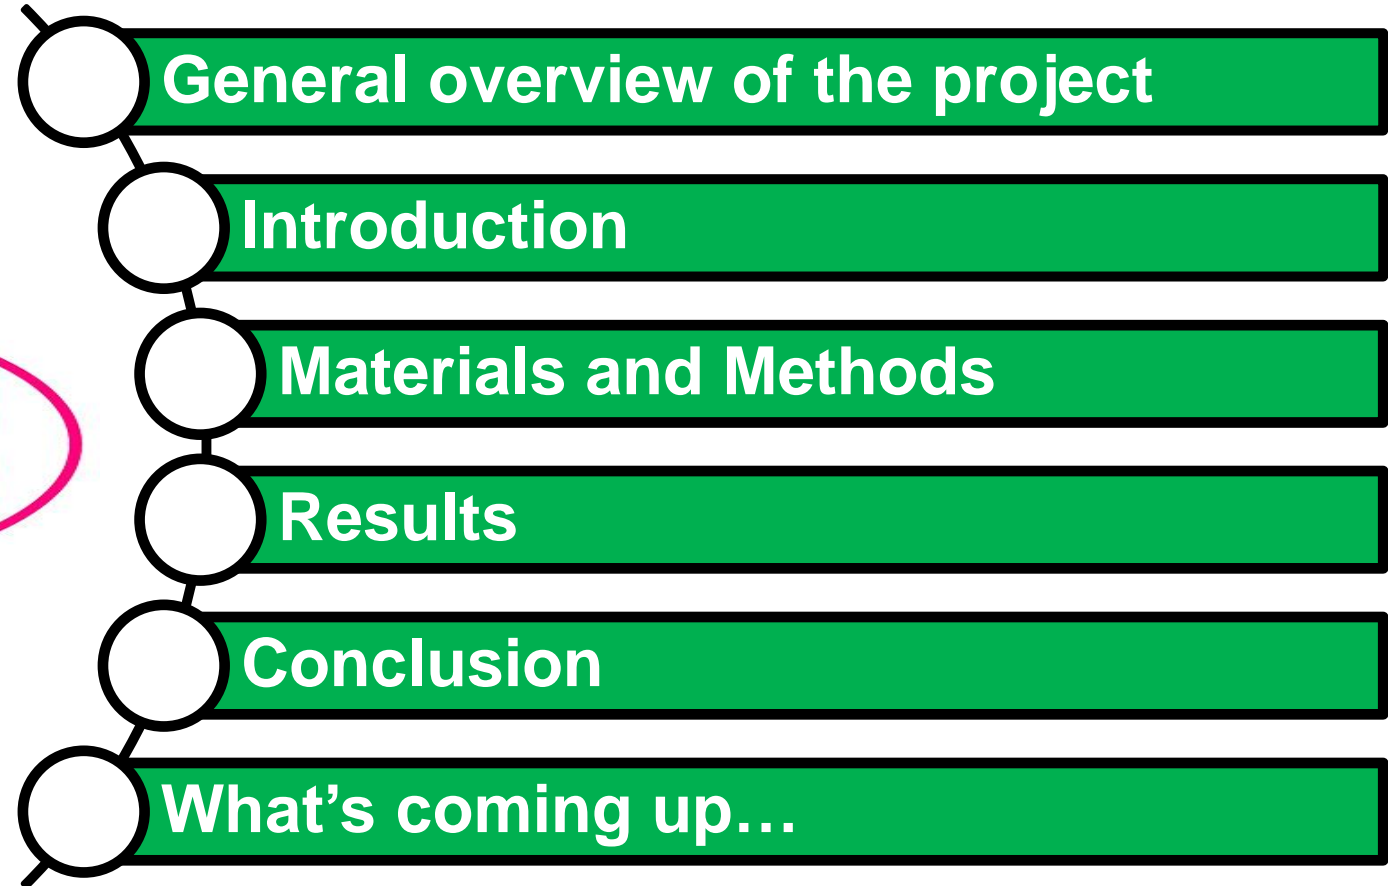 General overview of the project
Introduction
Materials and Methods
Results
Conclusion
What’s coming up…